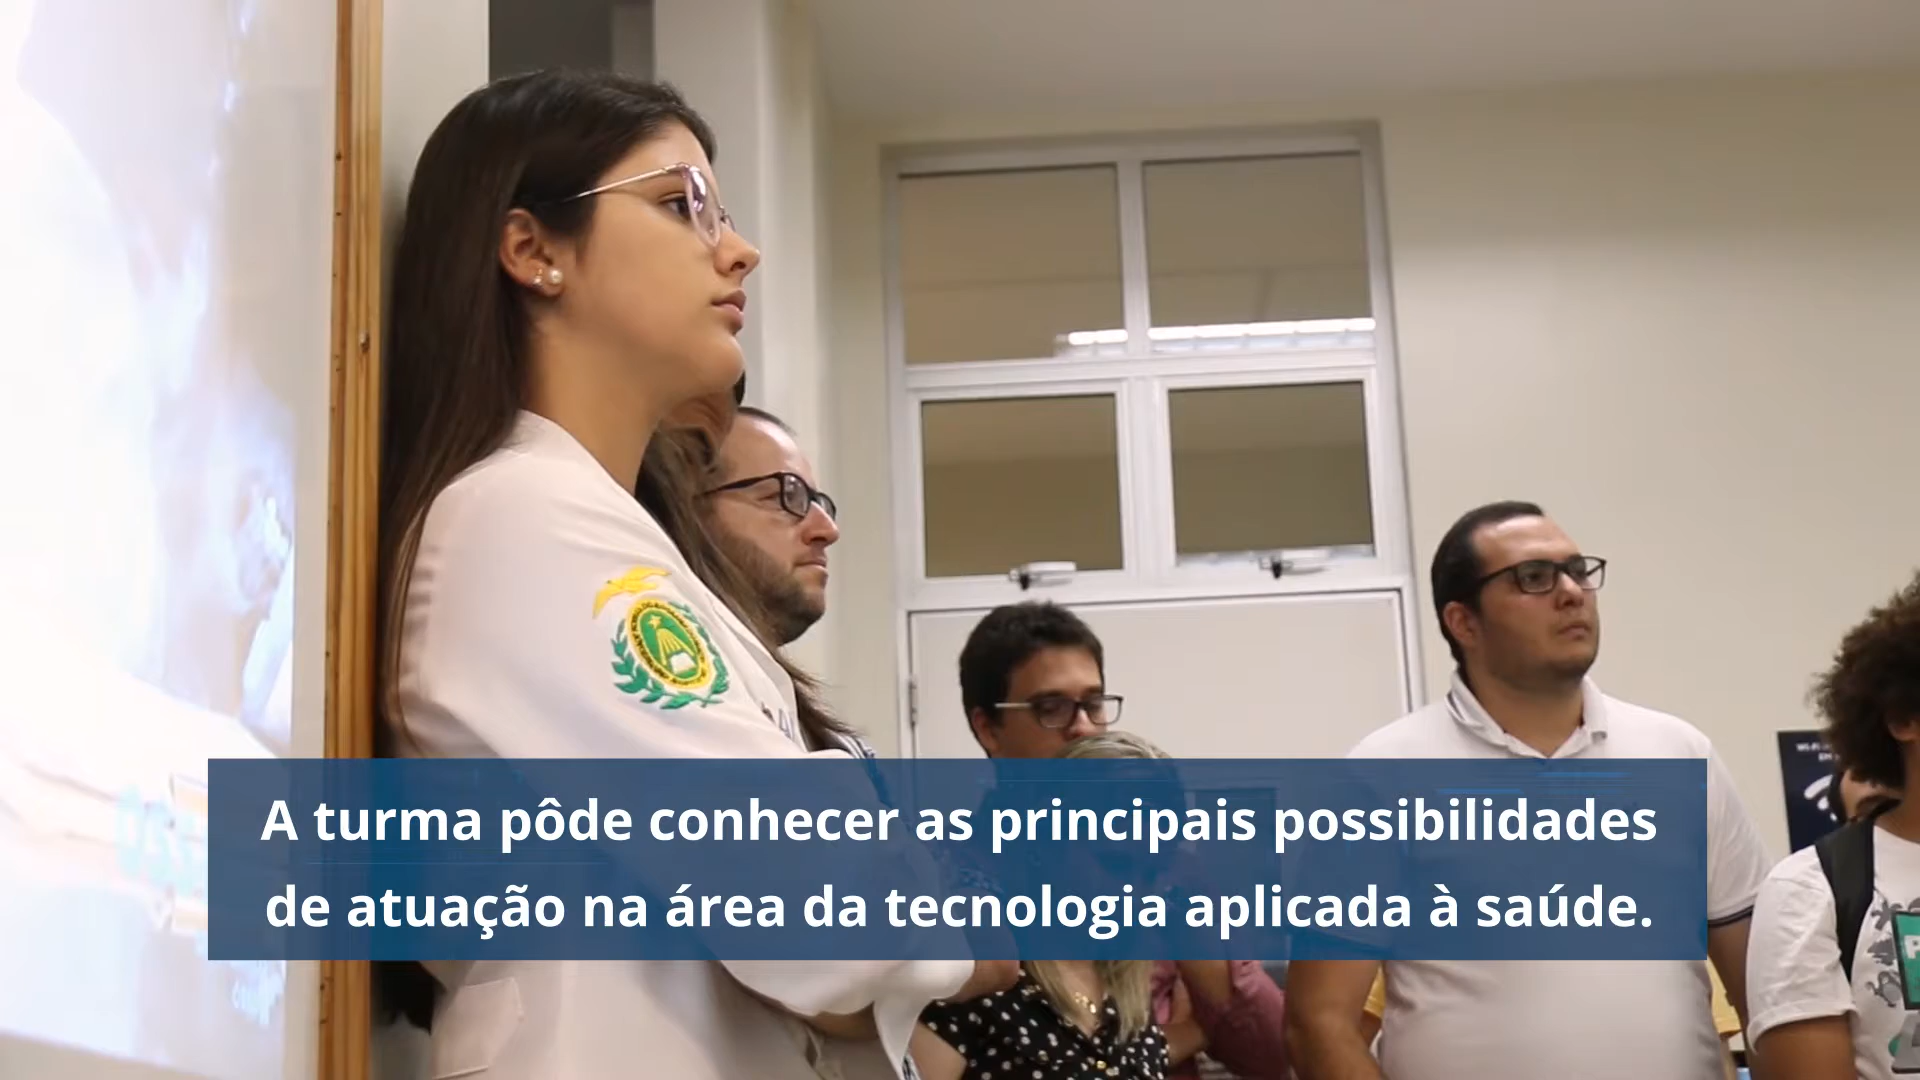 A turma pôde conhecer as principais possibilidades
de atuação na área da tecnologia aplicada à saúde.